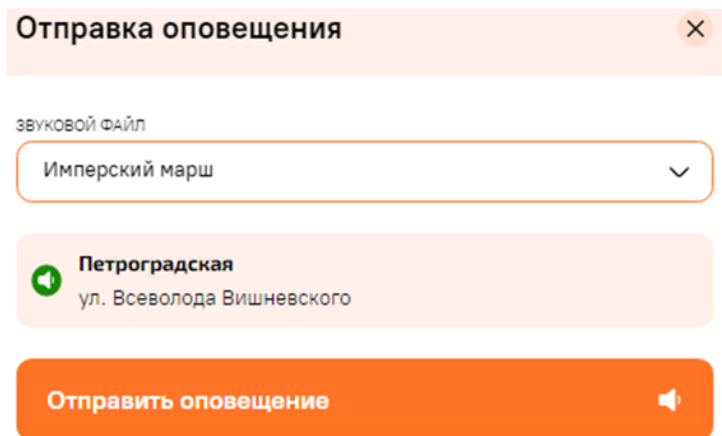 Отправка оповещения
ЗВУКОВОЙ ФАЙЛ
Имперский марш
Петроградская
ул. Всеволода Вишневского
Отправить оповещение